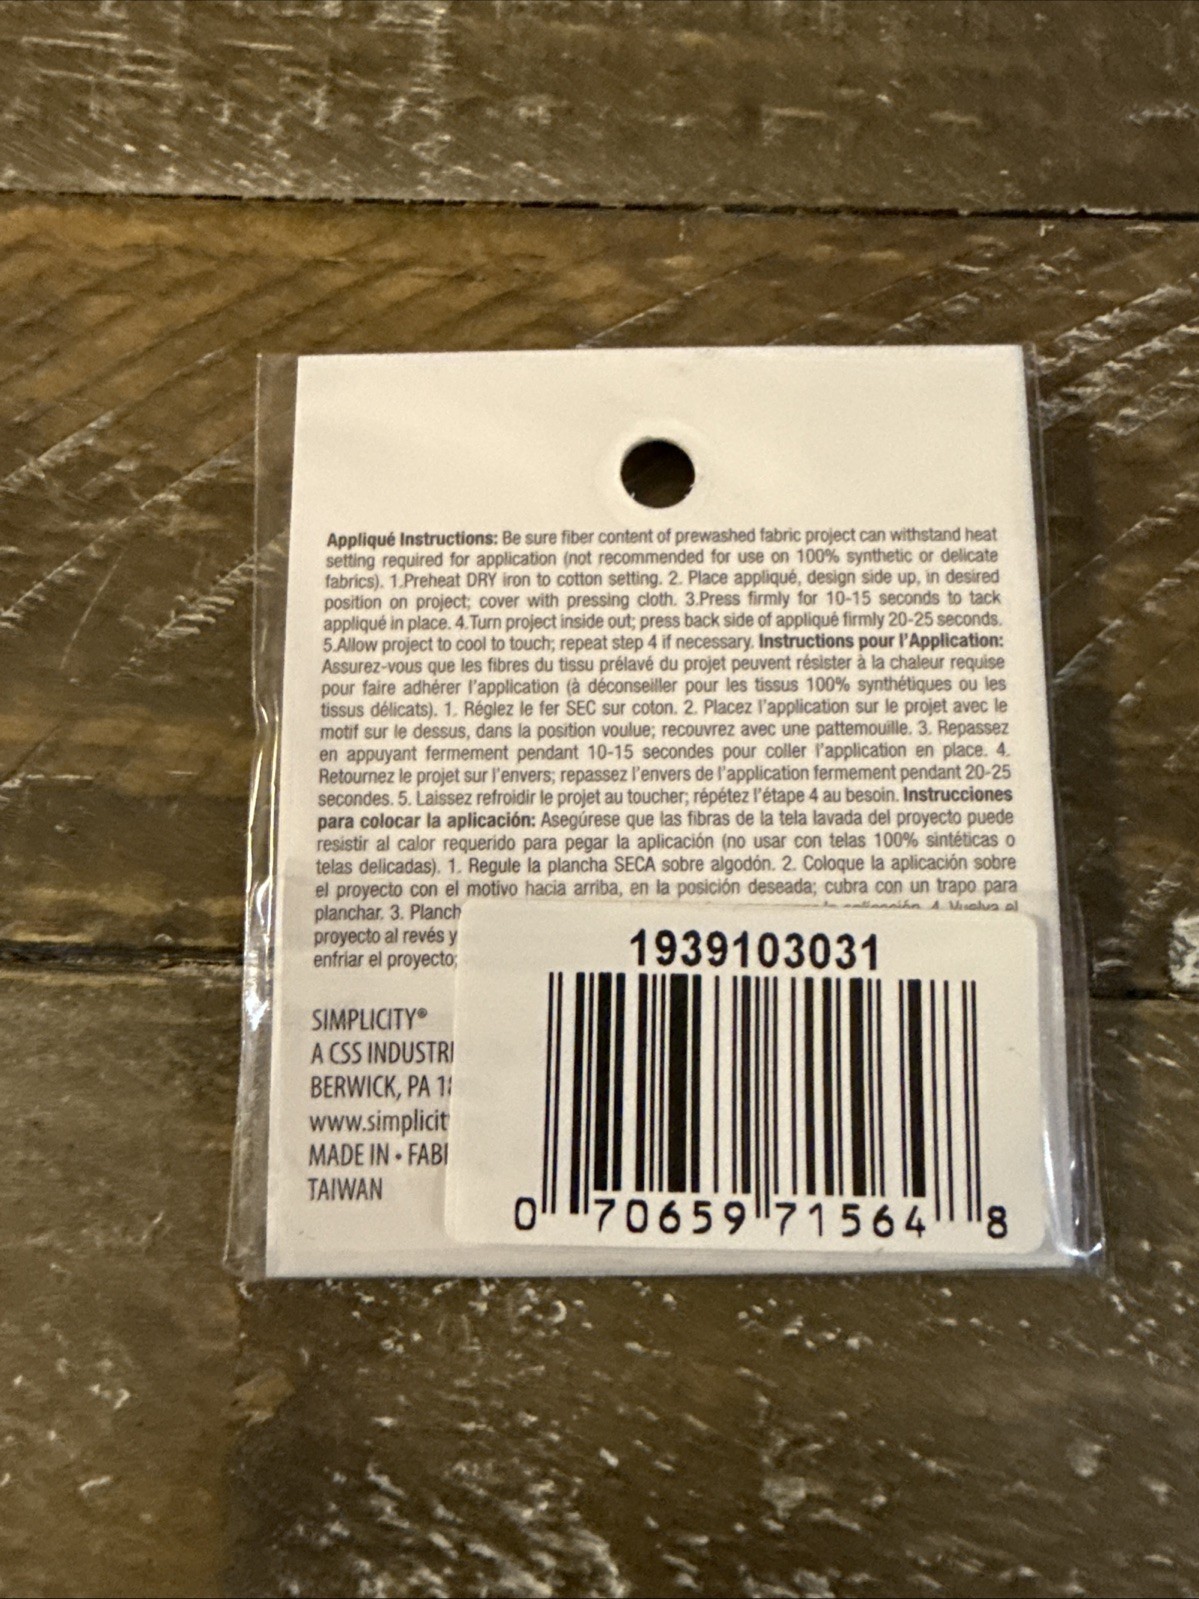 Appliqué Instructions: Be sure fiber content of prewashed fabric project can withstand heat
setting required for application (not recommended for use on 100% synthetic or delicate
fabrics). 1.Preheat DRY iron to cotton setting. 2. Place appliqué, design side up, in desired
position on project; cover with pressing cloth. 3.Press firmly for 10-15 seconds to tack
appliqué in place. 4.Turn project inside out; press back side of appliqué firmly 20-25 seconds.
5.Allow project to cool to touch; repeat step 4 if necessary. Instructions pour l'Application:
Assurez-vous que les fibres du tissu prélavé du projet peuvent résister à la chaleur requise
pour faire adhérer l'application (à déconseiller pour les tissus 100% synthétiques ou les
tissus délicats). 1. Réglez le fer SEC sur coton. 2. Placez l'application sur le projet avec le
motif sur le dessus, dans la position voulue; recouvrez avec une pattemouille. 3. Repassez
en appuyant fermement pendant 10-15 secondes pour coller l'application en place. 4.
Retournez le projet sur l'envers; repassez l'envers de l'application fermement pendant 20-25
secondes. 5. Laissez refroidir le projet au toucher; répétez l'étape 4 au besoin. Instrucciones
para colocar la aplicación: Asegúrese que las fibras de la tela lavada del proyecto puede
resistir al calor requerido para pegar la aplicación (no usar con telas 100% sintéticas o
telas delicadas). 1. Regule la plancha SECA sobre algodón. 2. Coloque la aplicación sobre
el proyecto con el motivo hacia arriba, en la posición deseada; cubra con un trapo para
planchar. 3. Planch la aplicación. 4. Vuelva el
proyecto al revés y
enfriar el proyecto;
SIMPLICITY®
A CSS INDUSTRI
BERWICK, PA 1
www.simplicit
MADE IN • FABI
TAIWAN
1939103031
0 70659 71564 8